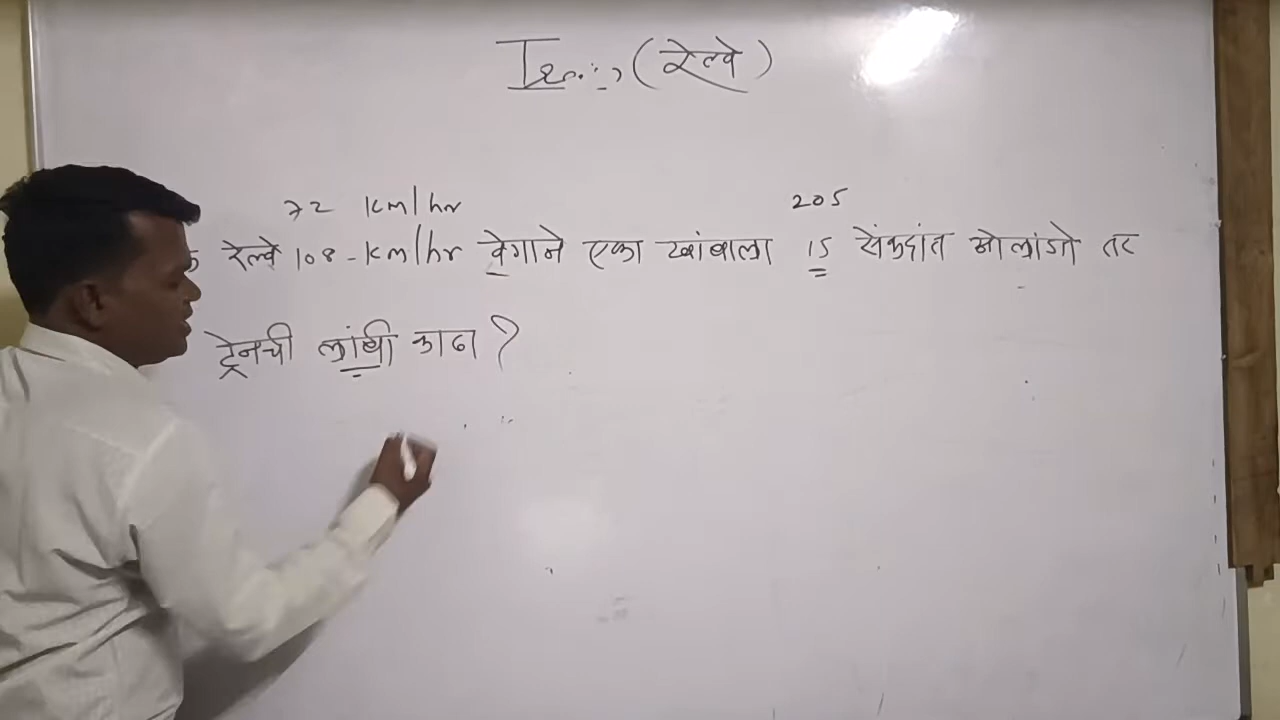 (रेल्वे)
72 km/hr 205
रेल्वे 108 - km/hr वेगाने एका खांबाला 15 सेकंदांत ओलांडते तर
ट्रेनची लांबी काढा ?